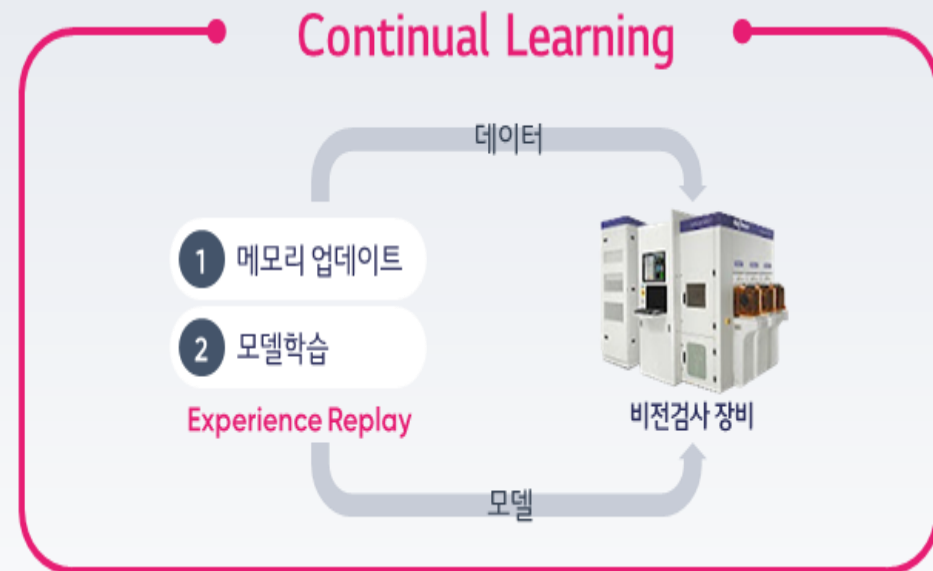 Continual Learning
데이터
1 메모리 업데이트
2 모델학습
Experience Replay
비전검사 장비
모델